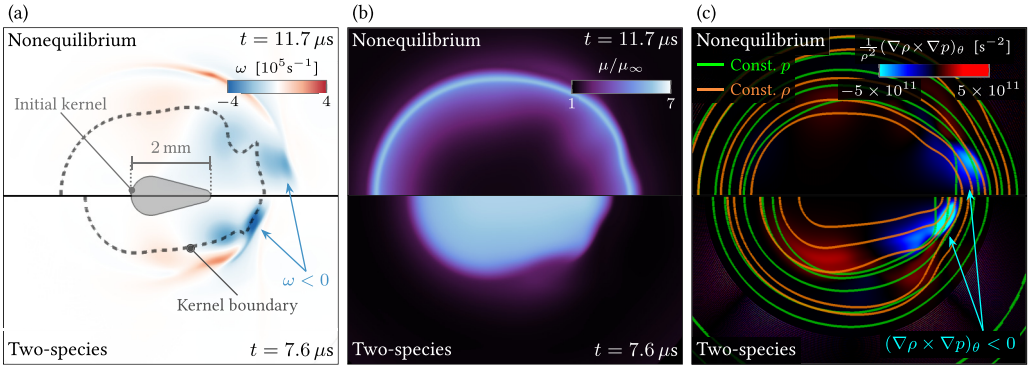 (a)
Nonequilibrium
t = 11.7 μs
ω [10⁵s⁻¹]
−4
4
Initial kernel
2 mm
ω < 0
Kernel boundary
Two-species
t = 7.6 μs
(b)
Nonequilibrium
t = 11.7 μs
μ/μ∞
1
7
Two-species
t = 7.6 μs
(c)
Nonequilibrium
1/ρ² (∇ρ × ∇p)θ [s⁻²]
Const. p
Const. ρ
−5 × 10¹¹
5 × 10¹¹
(∇ρ × ∇p)θ < 0
Two-species